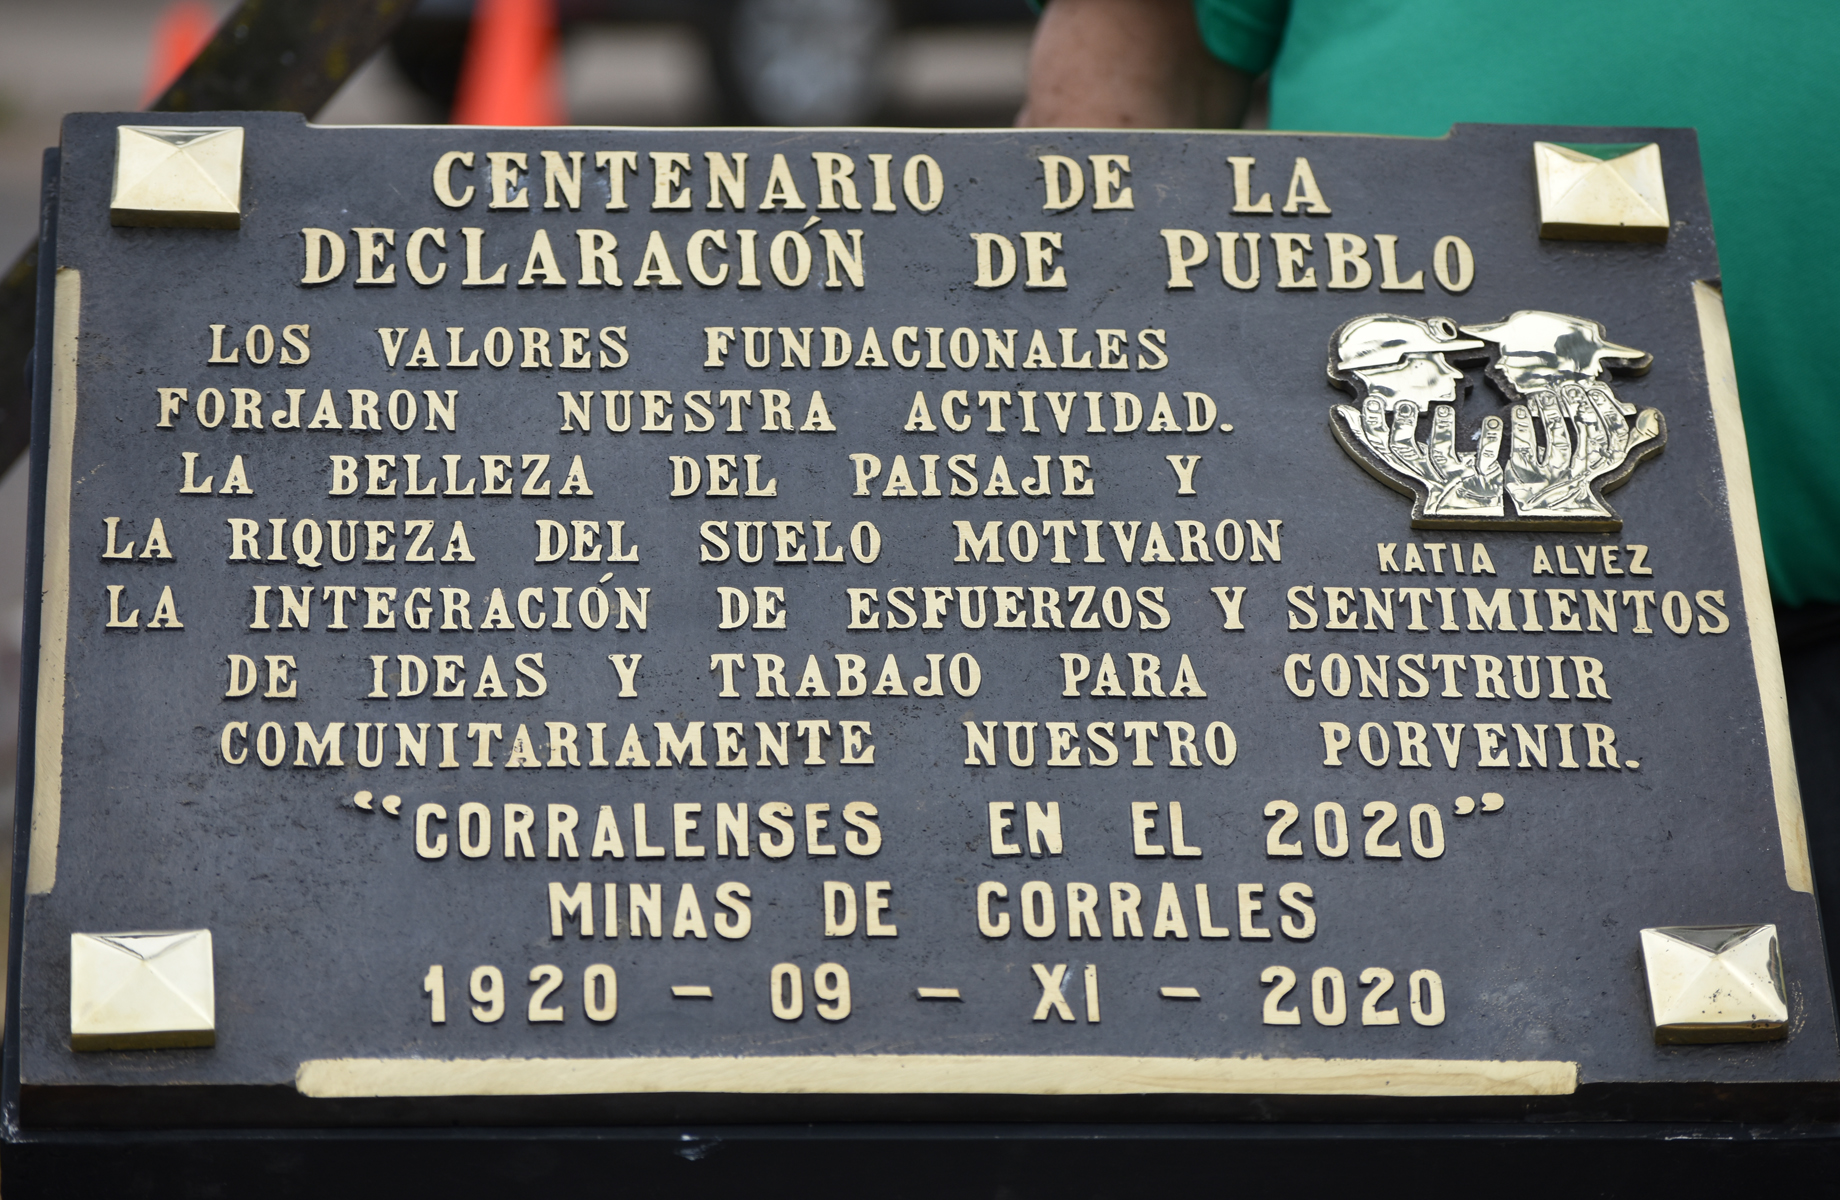 CENTENARIO DE LA
DECLARACIÓN DE PUEBLO
LOS VALORES FUNDACIONALES
FORJARON NUESTRA ACTIVIDAD.
LA BELLEZA DEL PAISAJE Y
LA RIQUEZA DEL SUELO MOTIVARON
KATIA ALVEZ
LA INTEGRACIÓN DE ESFUERZOS Y SENTIMIENTOS
DE IDEAS Y TRABAJO PARA CONSTRUIR
COMUNITARIAMENTE NUESTRO PORVENIR.
“CORRALENSES EN EL 2020”
MINAS DE CORRALES
1920 - 09 - XI - 2020